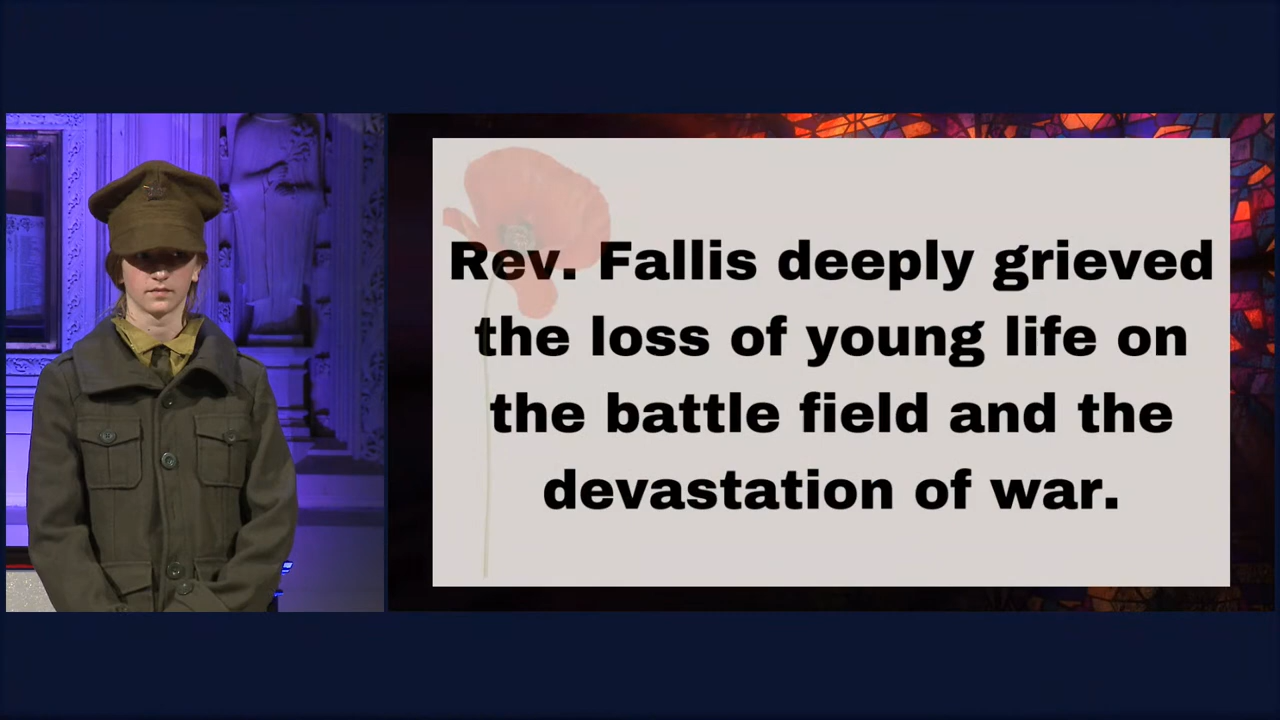 Rev. Fallis deeply grieved
the loss of young life on
the battle field and the
devastation of war.